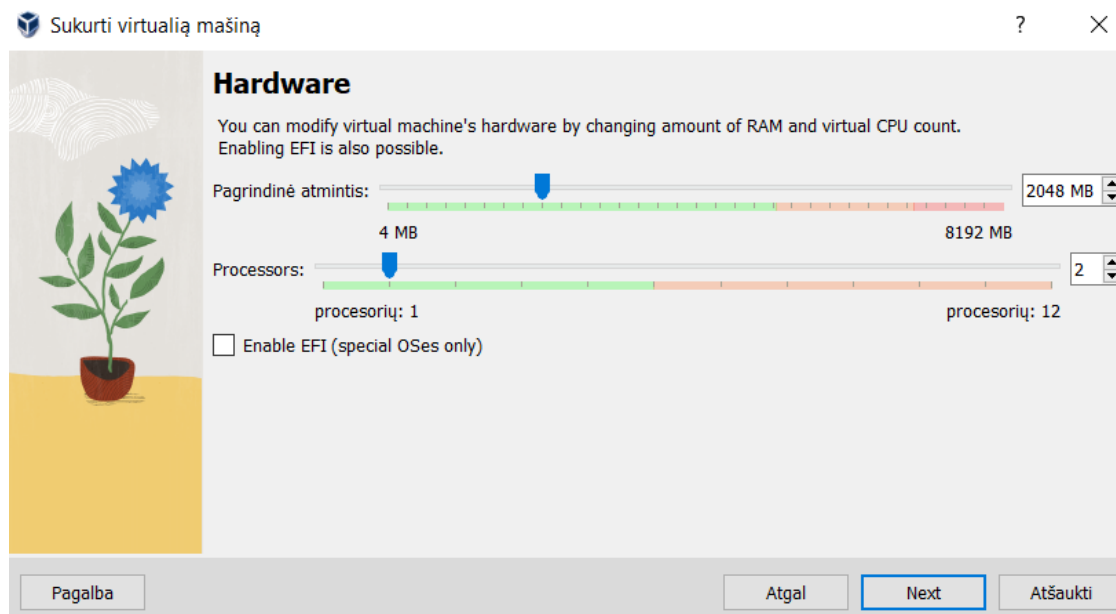 Sukurti virtualią mašiną ?
Hardware
You can modify virtual machine's hardware by changing amount of RAM and virtual CPU count.
Enabling EFI is also possible.
Pagrindinė atmintis: 2048 MB
4 MB 8192 MB
Processors: 2
procesorių: 1 procesorių: 12
Enable EFI (special OSes only)
Pagalba Atgal Next Atšaukti